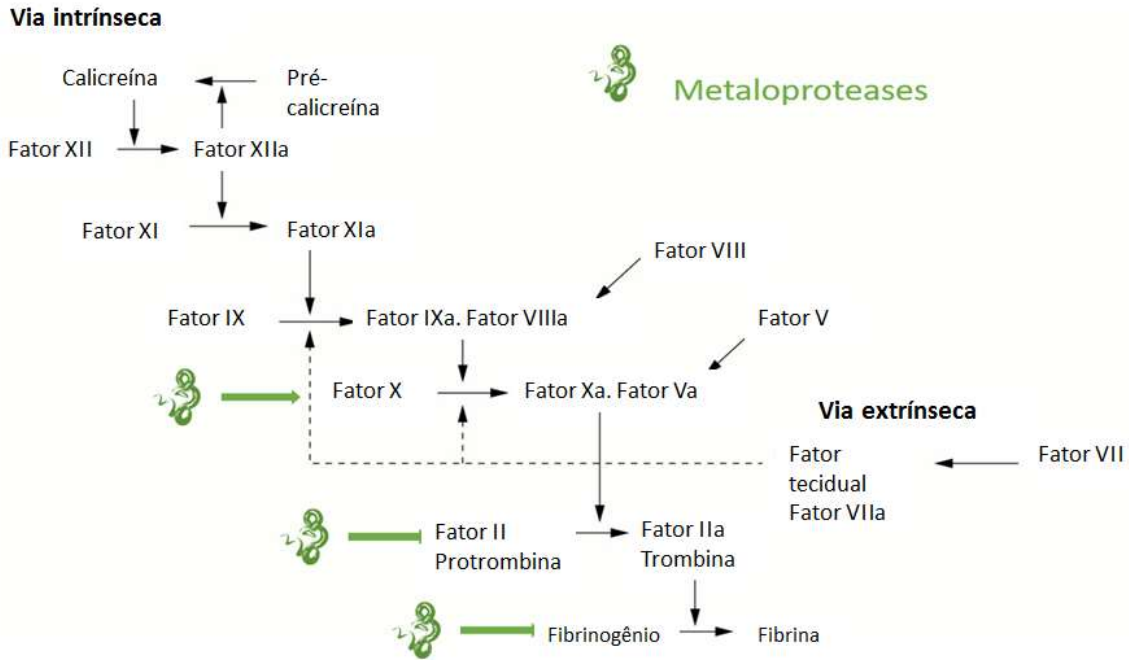 Via intrínseca
Calicreína
Pré-
calicreína
Metaloproteases
Fator XII
Fator XIIa
Fator XI
Fator XIa
Fator VIII
Fator IX
Fator IXa. Fator VIIIa
Fator V
Fator X
Fator Xa. Fator Va
Via extrínseca
Fator
tecidual
Fator VIIa
Fator VII
Fator II
Protrombina
Fator IIa
Trombina
Fibrinogênio
Fibrina